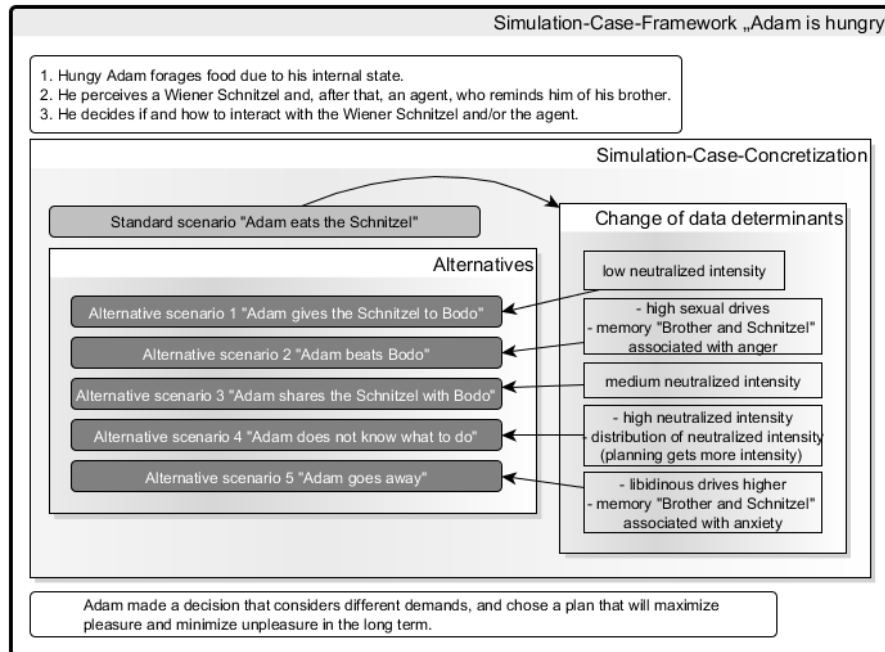 Simulation-Case-Framework „Adam is hungry
1. Hungy Adam forages food due to his internal state.
2. He perceives a Wiener Schnitzel and, after that, an agent, who reminds him of his brother.
3. He decides if and how to interact with the Wiener Schnitzel and/or the agent.
Simulation-Case-Concretization
Standard scenario "Adam eats the Schnitzel"
Change of data determinants
Alternatives
low neutralized intensity
Alternative scenario 1 "Adam gives the Schnitzel to Bodo"
- high sexual drives
- memory "Brother and Schnitzel"
associated with anger
Alternative scenario 2 "Adam beats Bodo"
medium neutralized intensity
Alternative scenario 3 "Adam shares the Schnitzel with Bodo"
- high neutralized intensity
- distribution of neutralized intensity
(planning gets more intensity)
Alternative scenario 4 "Adam does not know what to do"
- libidinous drives higher
- memory "Brother and Schnitzel"
associated with anxiety
Alternative scenario 5 "Adam goes away"
Adam made a decision that considers different demands, and chose a plan that will maximize
pleasure and minimize unpleasure in the long term.